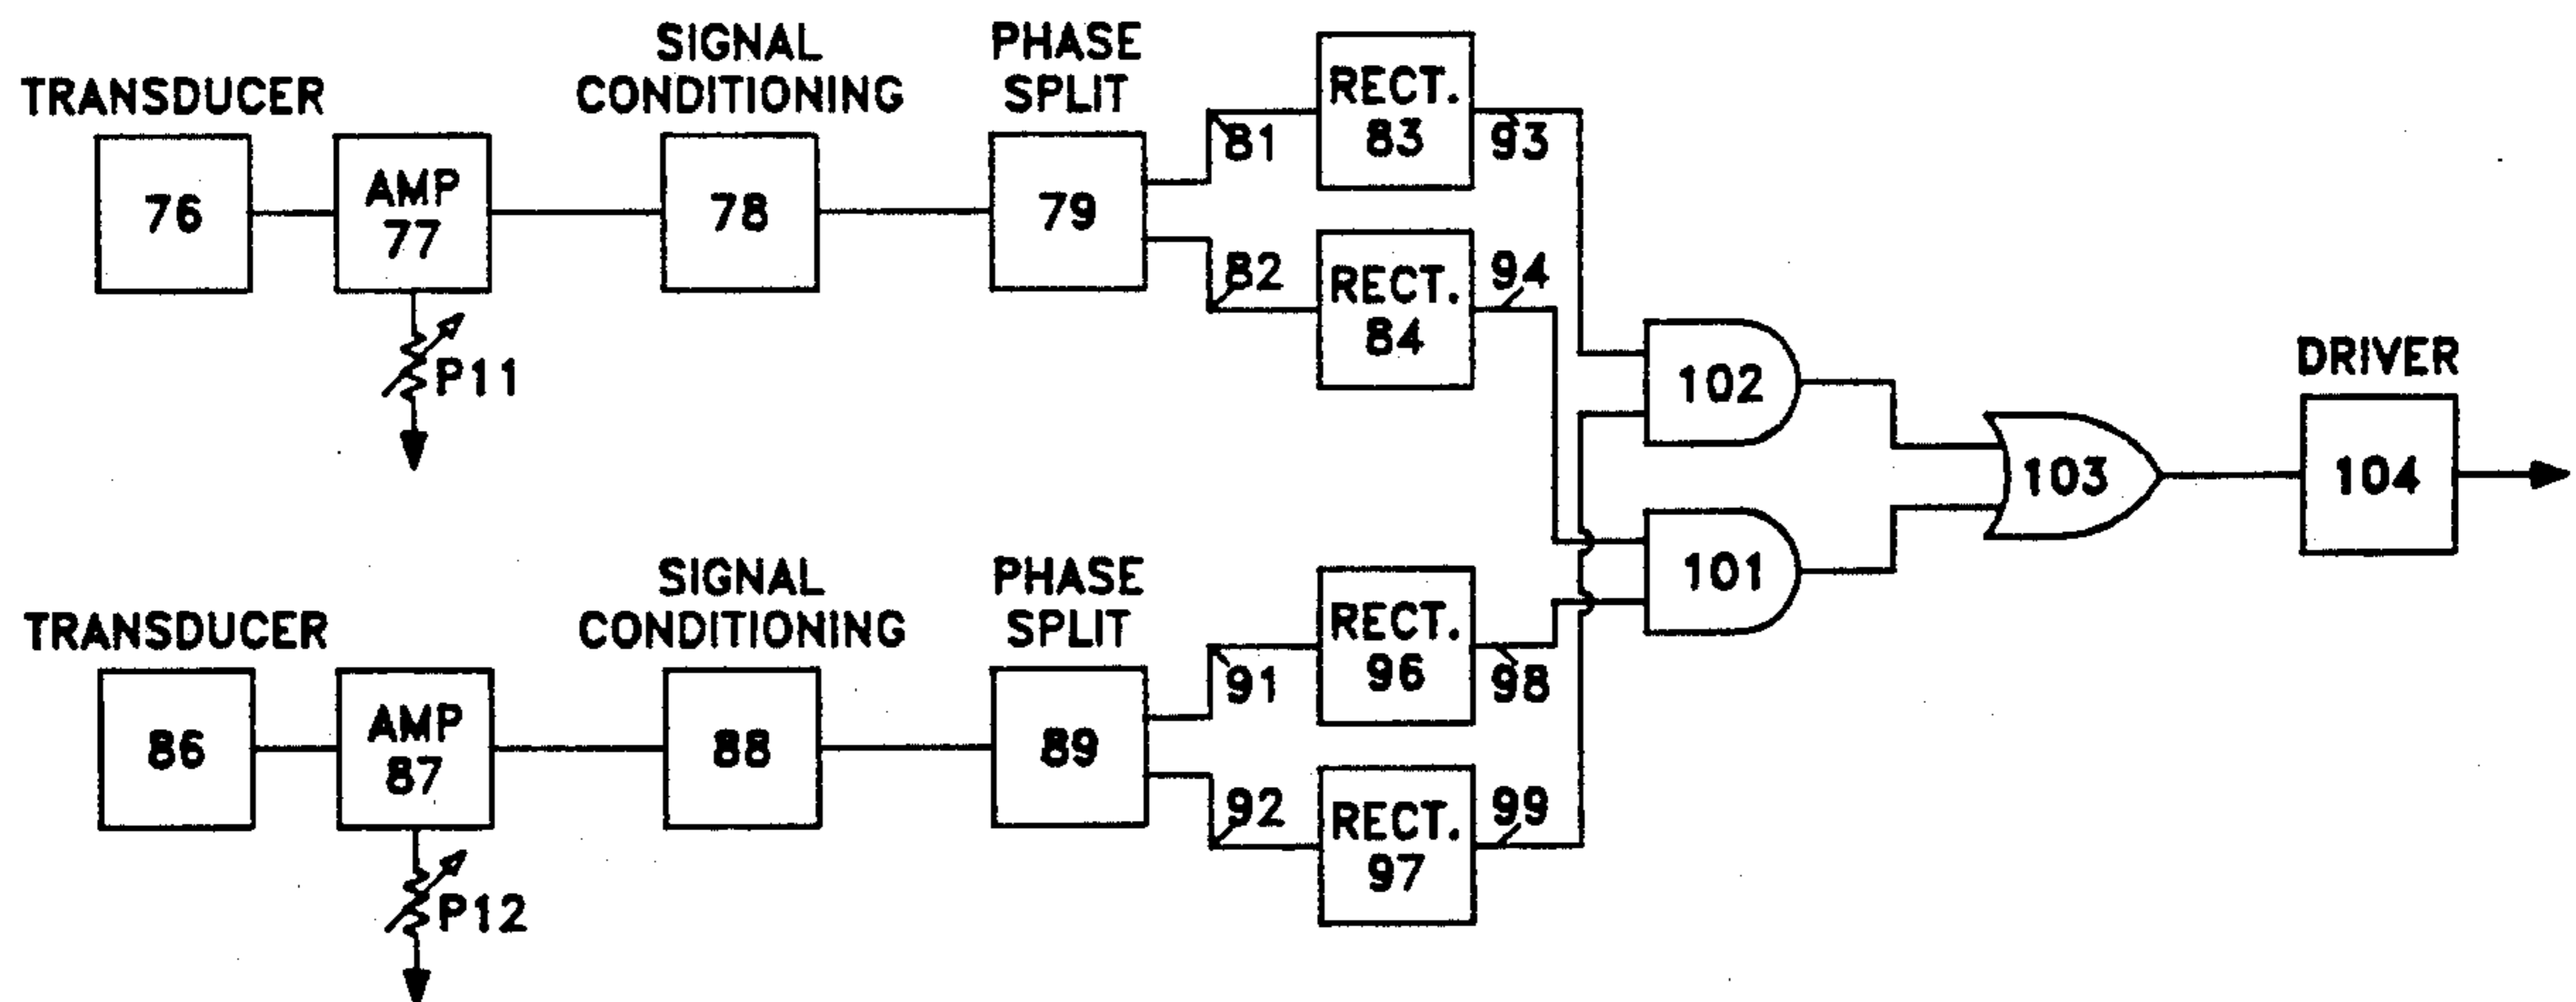 TRANSDUCER
76
AMP
77
P11
SIGNAL
CONDITIONING
78
PHASE
SPLIT
79
81
82
RECT.
83
RECT.
84
93
94
102
101
103
DRIVER
104
TRANSDUCER
86
AMP
87
P12
SIGNAL
CONDITIONING
88
PHASE
SPLIT
89
91
92
RECT.
96
RECT.
97
98
99